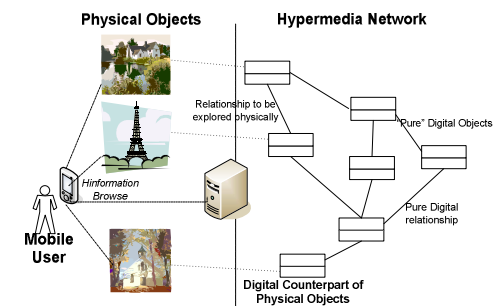 Physical Objects
Hypermedia Network
Relationship to be
explored physically
Pure” Digital Objects
Hinformation
Browse
Pure Digital
relationship
Mobile
User
Digital Counterpart of
Physical Objects